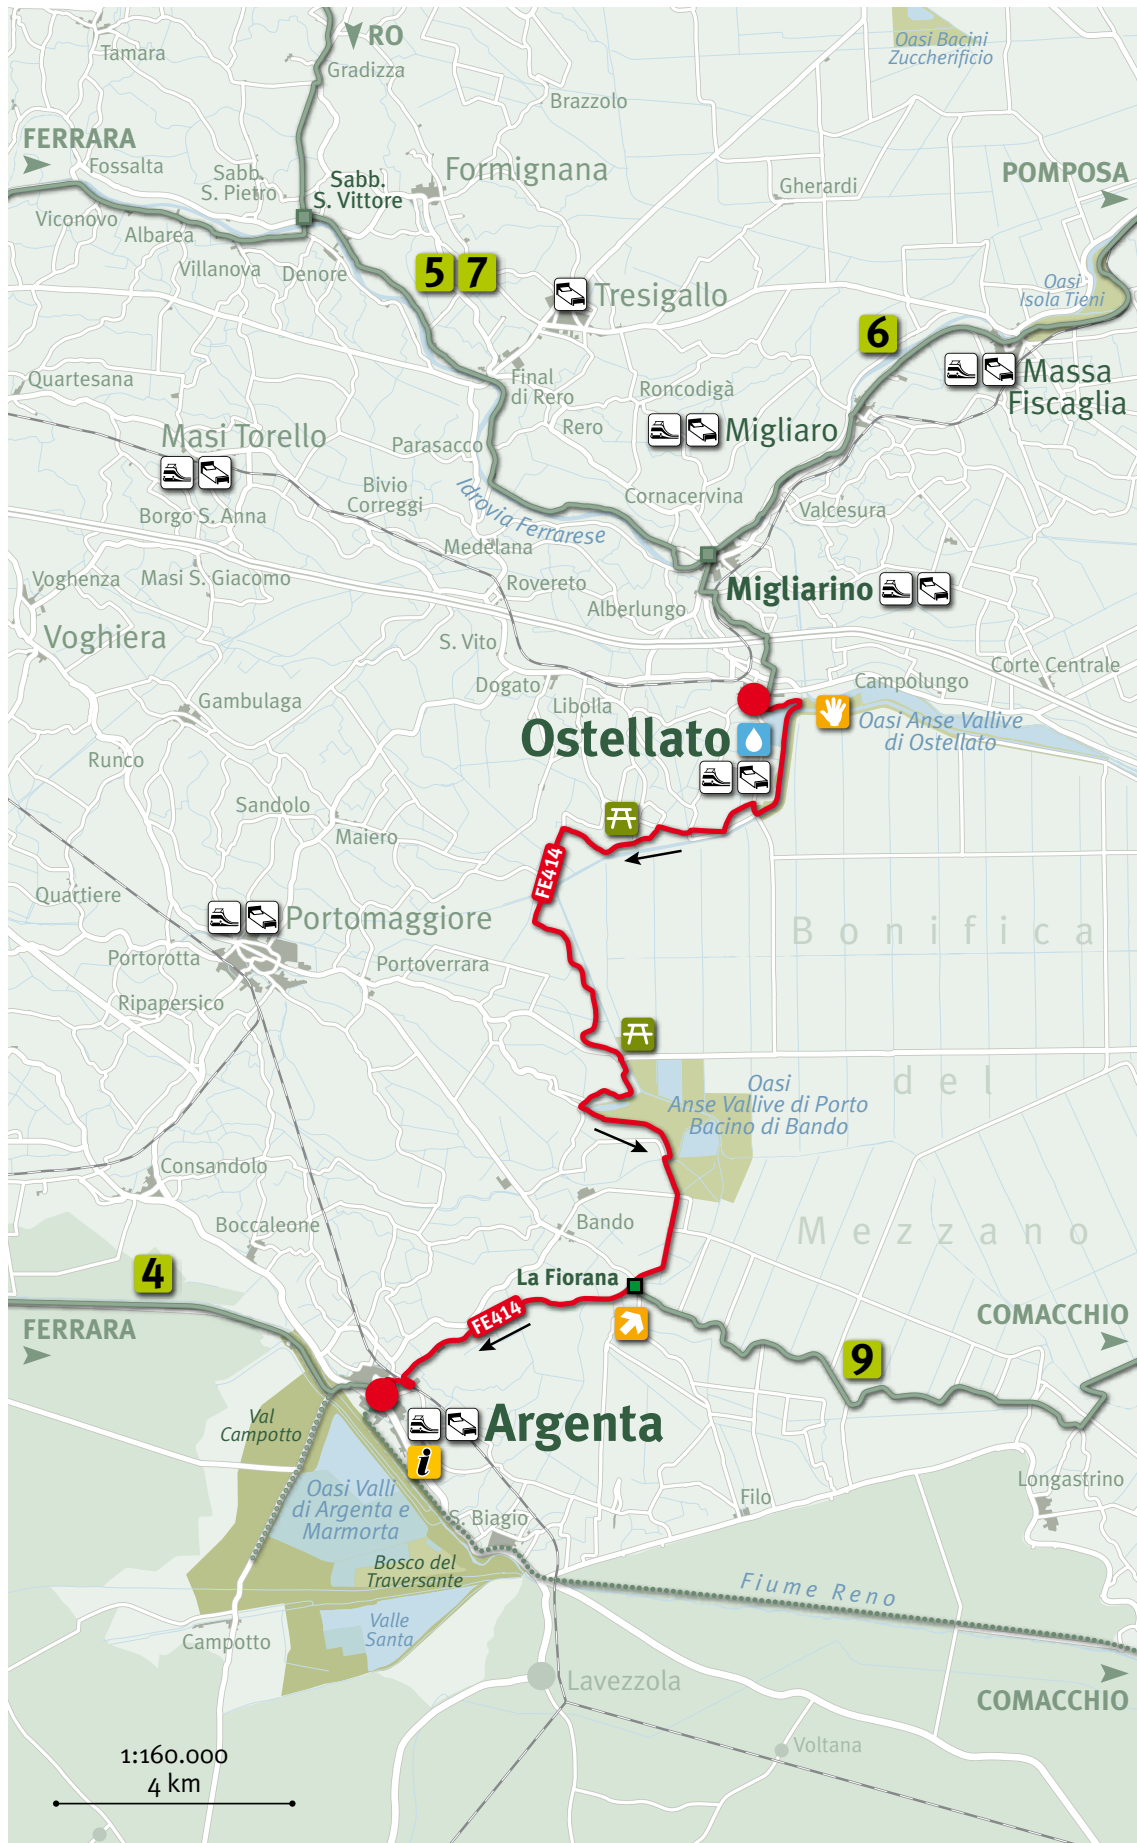 Oasi Bacini
Zuccherificio
RO
Tamara
Gradizza
Brazzolo
FERRARA
Fossalta
Sabb.
S. Pietro
Sabb.
S. Vittore
Formignana
Gherardi
POMPOSA
Viconovo
Albarea
Villanova
Denore
5
7
Tresigallo
Oasi
Isola Tieni
6
Quartesana
Final
di Rero
Roncodigà
Massa
Fiscaglia
Masi Torello
Parasacco
Rero
Migliaro
Bivio
Correggi
Idrovia Ferrarese
Cornacervina
Valcesura
Borgo S. Anna
Medelana
Voghenza
Masi S. Giacomo
Rovereto
Migliarino
Alberlungo
Voghiera
S. Vito
Corte Centrale
Dogato
Campolungo
Gambulaga
Libolla
Ostellato
Oasi Anse Vallive
di Ostellato
Runco
Sandolo
Maiero
FE414
Quartiere
Portomaggiore
Bonifica
Portorotta
Portoverrara
Ripapersico
del
Oasi
Anse Vallive di Porto
Bacino di Bando
Consandolo
Boccaleone
Bando
Mezzano
4
La Fiorana
FERRARA
FE414
COMACCHIO
9
Val
Campotto
Argenta
i
Oasi Valli
di Argenta e
Marmorta
Longastrino
S. Biagio
Filo
Bosco del
Traversante
Fiume Reno
Campotto
Valle
Santa
Lavezzola
COMACCHIO
Voltana
1:160.000
4 km